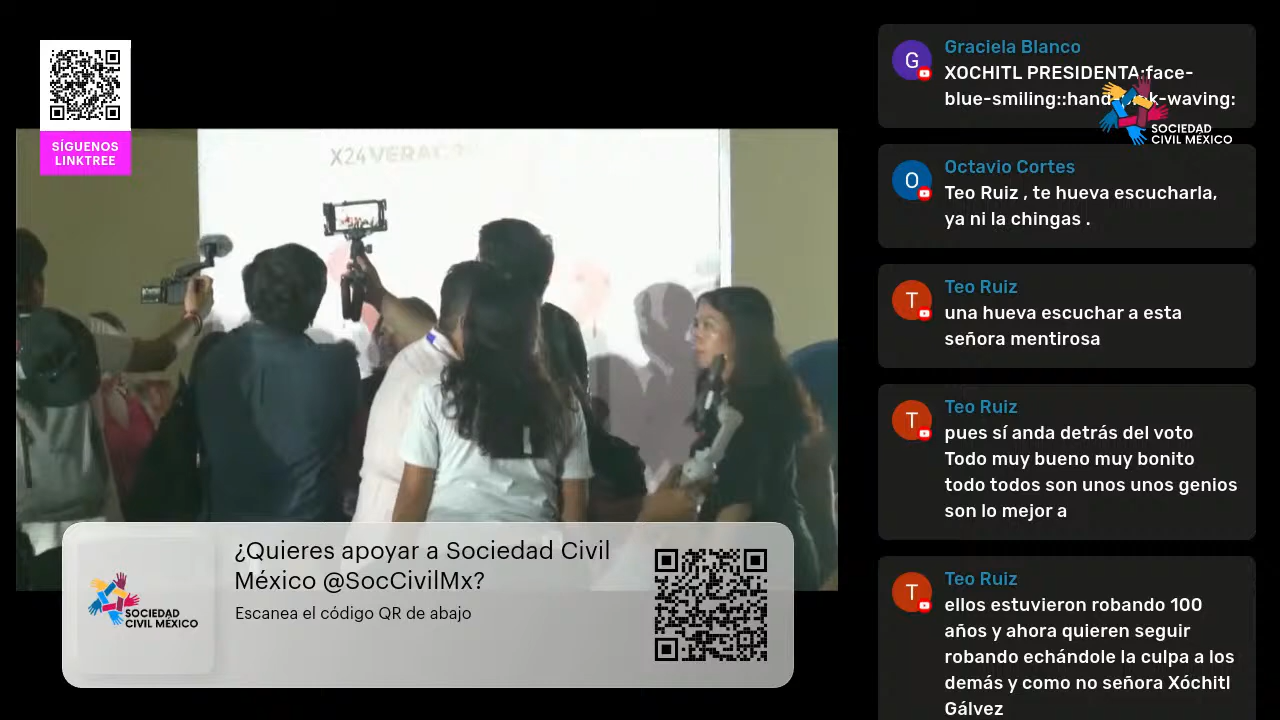 SÍGUENOS
LINKTREE
¿Quieres apoyar a Sociedad Civil
México @SocCivilMx?
Escanea el código QR de abajo
SOCIEDAD
CIVIL MÉXICO
Graciela Blanco
XOCHITL PRESIDENTA:face-
blue-smiling::hand-pink-waving:
SOCIEDAD
CIVIL MÉXICO
Octavio Cortes
Teo Ruiz , te hueva escucharla,
ya ni la chingas .
Teo Ruiz
una hueva escuchar a esta
señora mentirosa
Teo Ruiz
pues sí anda detrás del voto
Todo muy bueno muy bonito
todo todos son unos unos genios
son lo mejor a
Teo Ruiz
ellos estuvieron robando 100
años y ahora quieren seguir
robando echándole la culpa a los
demás y como no señora Xóchitl
Gálvez